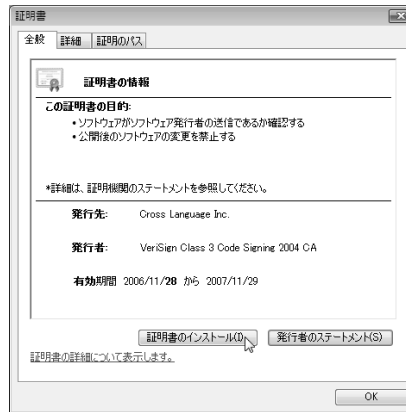 証明書
全般 詳細 証明のパス
証明書の情報
この証明書の目的:
・ソフトウェアがソフトウェア発行者の送信であるか確認する
・公開後のソフトウェアの変更を禁止する
*詳細は、証明機関のステートメントを参照してください。
発行先: Cross Language Inc.
発行者: VeriSign Class 3 Code Signing 2004 CA
有効期間 2006/11/28 から 2007/11/29
証明書のインストール(I)... 発行者のステートメント(S)
証明書の詳細について表示します。
OK